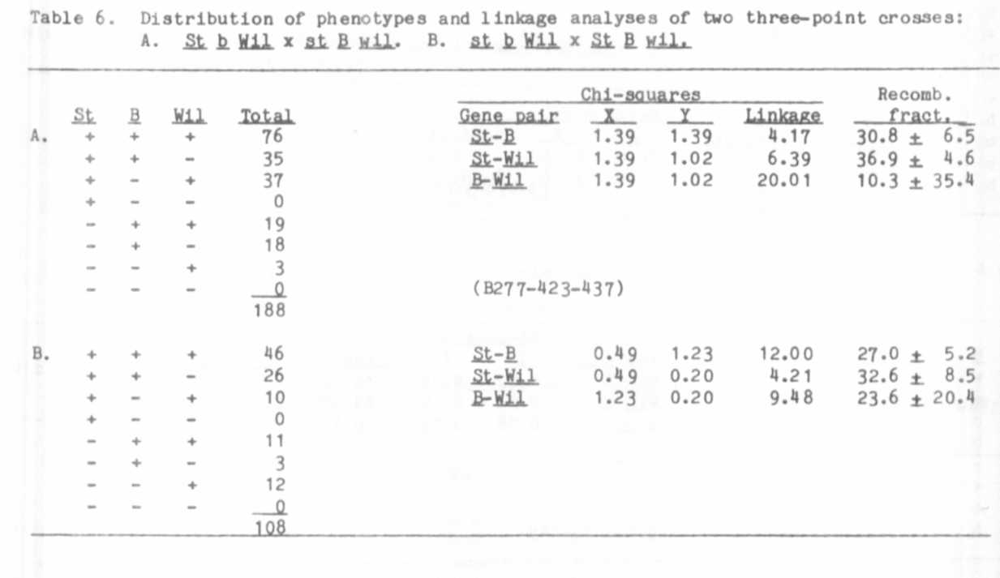 Table 6. Distribution of phenotypes and linkage analyses of two three-point crosses:
A. St b Wil x st B wil. B. st b Wil x St B wil.
Chi-squares Recomb.
St B Wil Total Gene pair X Y Linkage fract.
A. + + + 76 St-B 1.39 1.39 4.17 30.8 ± 6.5
+ + - 35 St-Wil 1.39 1.02 6.39 36.9 ± 4.6
+ - + 37 B-Wil 1.39 1.02 20.01 10.3 ± 35.4
+ - - 0
- + + 19
- + - 18
- - + 3
- - - 0 (B277-423-437)
188
B. + + + 46 St-B 0.49 1.23 12.00 27.0 ± 5.2
+ + - 26 St-Wil 0.49 0.20 4.21 32.6 ± 8.5
+ - + 10 B-Wil 1.23 0.20 9.48 23.6 ± 20.4
+ - - 0
- + + 11
- + - 3
- - + 12
- - - 0
108